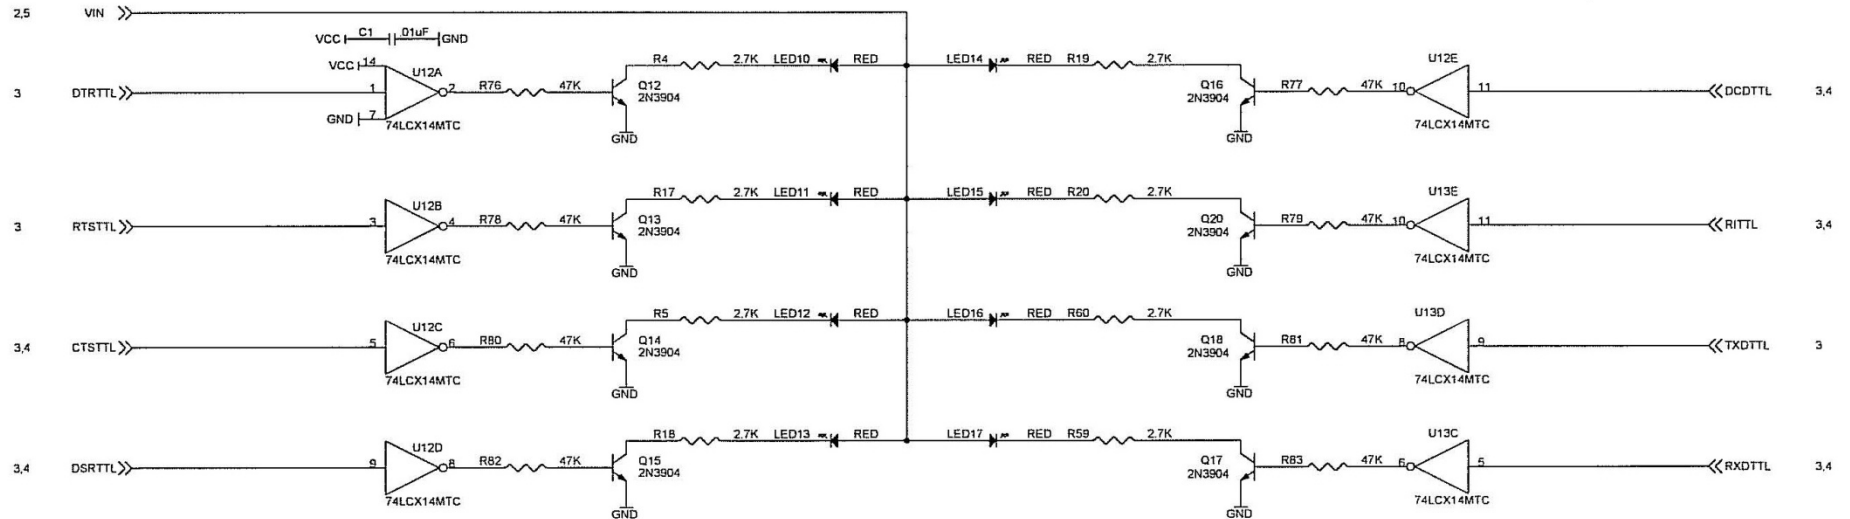 2,5 VIN
VCC C1 .01uF GND
VCC 14 U12A R4 2.7K LED10 RED LED14 RED R19 2.7K U12E
3 DTRTTL 1 2 R76 47K Q12 2N3904 Q16 2N3904 R77 47K 10 11 DCDTTL 3,4
GND 7 74LCX14MTC GND GND 74LCX14MTC
R17 2.7K LED11 RED LED15 RED R20 2.7K U13E
3 RTSTTL 3 U12B 4 R78 47K Q13 2N3904 Q20 2N3904 R79 47K 10 11 RITTL 3,4
74LCX14MTC GND GND 74LCX14MTC
R5 2.7K LED12 RED LED16 RED R60 2.7K U13D
3,4 CTSTTL 5 U12C 6 R80 47K Q14 2N3904 Q18 2N3904 R81 47K 8 9 TXDTTL 3
74LCX14MTC GND GND 74LCX14MTC
R18 2.7K LED13 RED LED17 RED R59 2.7K U13C
3,4 DSRTTL 9 U12D 8 R82 47K Q15 2N3904 Q17 2N3904 R83 47K 6 5 RXDTTL 3,4
74LCX14MTC GND GND 74LCX14MTC